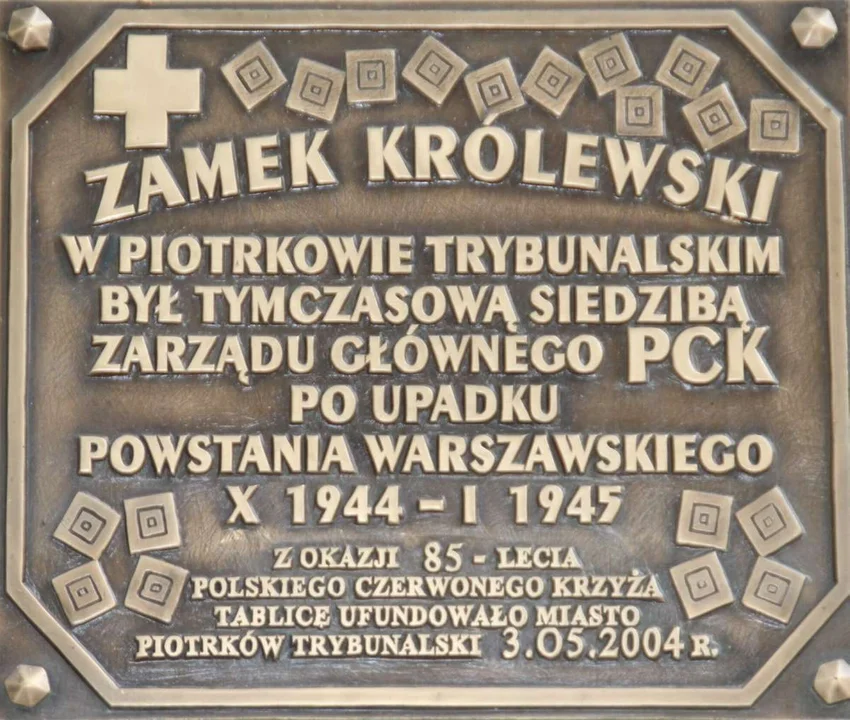 ZAMEK KRÓLEWSKI
W PIOTRKOWIE TRYBUNALSKIM
BYŁ TYMCZASOWĄ SIEDZIBĄ
ZARZĄDU GŁÓWNEGO PCK
PO UPADKU
POWSTANIA WARSZAWSKIEGO
X 1944 - I 1945
Z OKAZJI 85 - LECIA
POLSKIEGO CZERWONEGO KRZYŻA
TABLICĘ UFUNDOWAŁO MIASTO
PIOTRKÓW TRYBUNALSKI 3.05.2004 R.